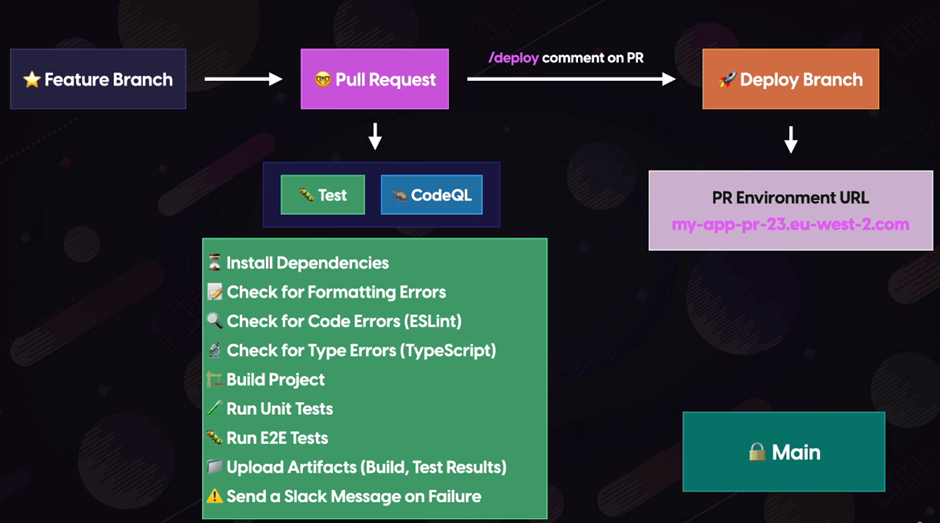 Feature Branch
Pull Request
/deploy comment on PR
Deploy Branch
Test
CodeQL
PR Environment URL
my-app-pr-23.eu-west-2.com
Install Dependencies
Check for Formatting Errors
Check for Code Errors (ESLint)
Check for Type Errors (TypeScript)
Build Project
Run Unit Tests
Run E2E Tests
Upload Artifacts (Build, Test Results)
Send a Slack Message on Failure
Main